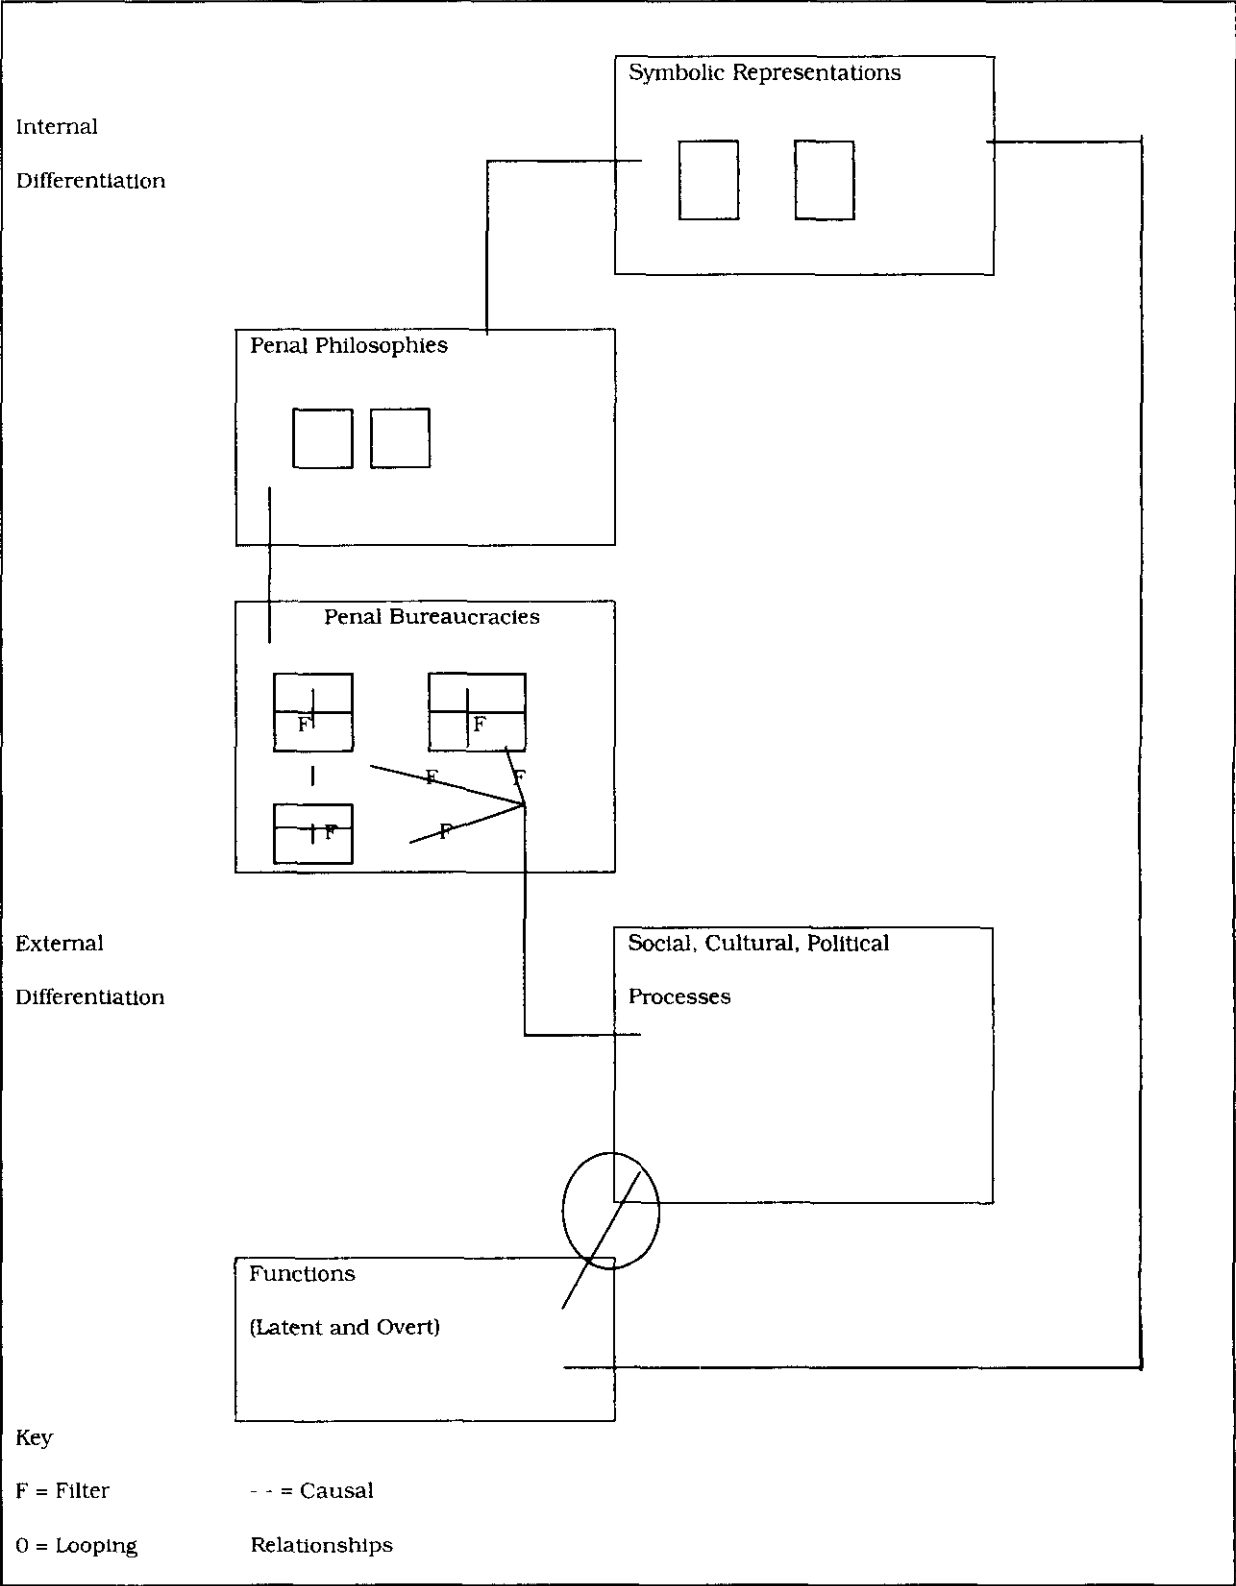 Symbolic Representations
Internal
Differentiation
Penal Philosophies
Penal Bureaucracies
F
F
F
F
F
F
External
Differentiation
Social, Cultural, Political
Processes
Functions
(Latent and Overt)
Key
F = Filter
- - = Causal
0 = Looping
Relationships